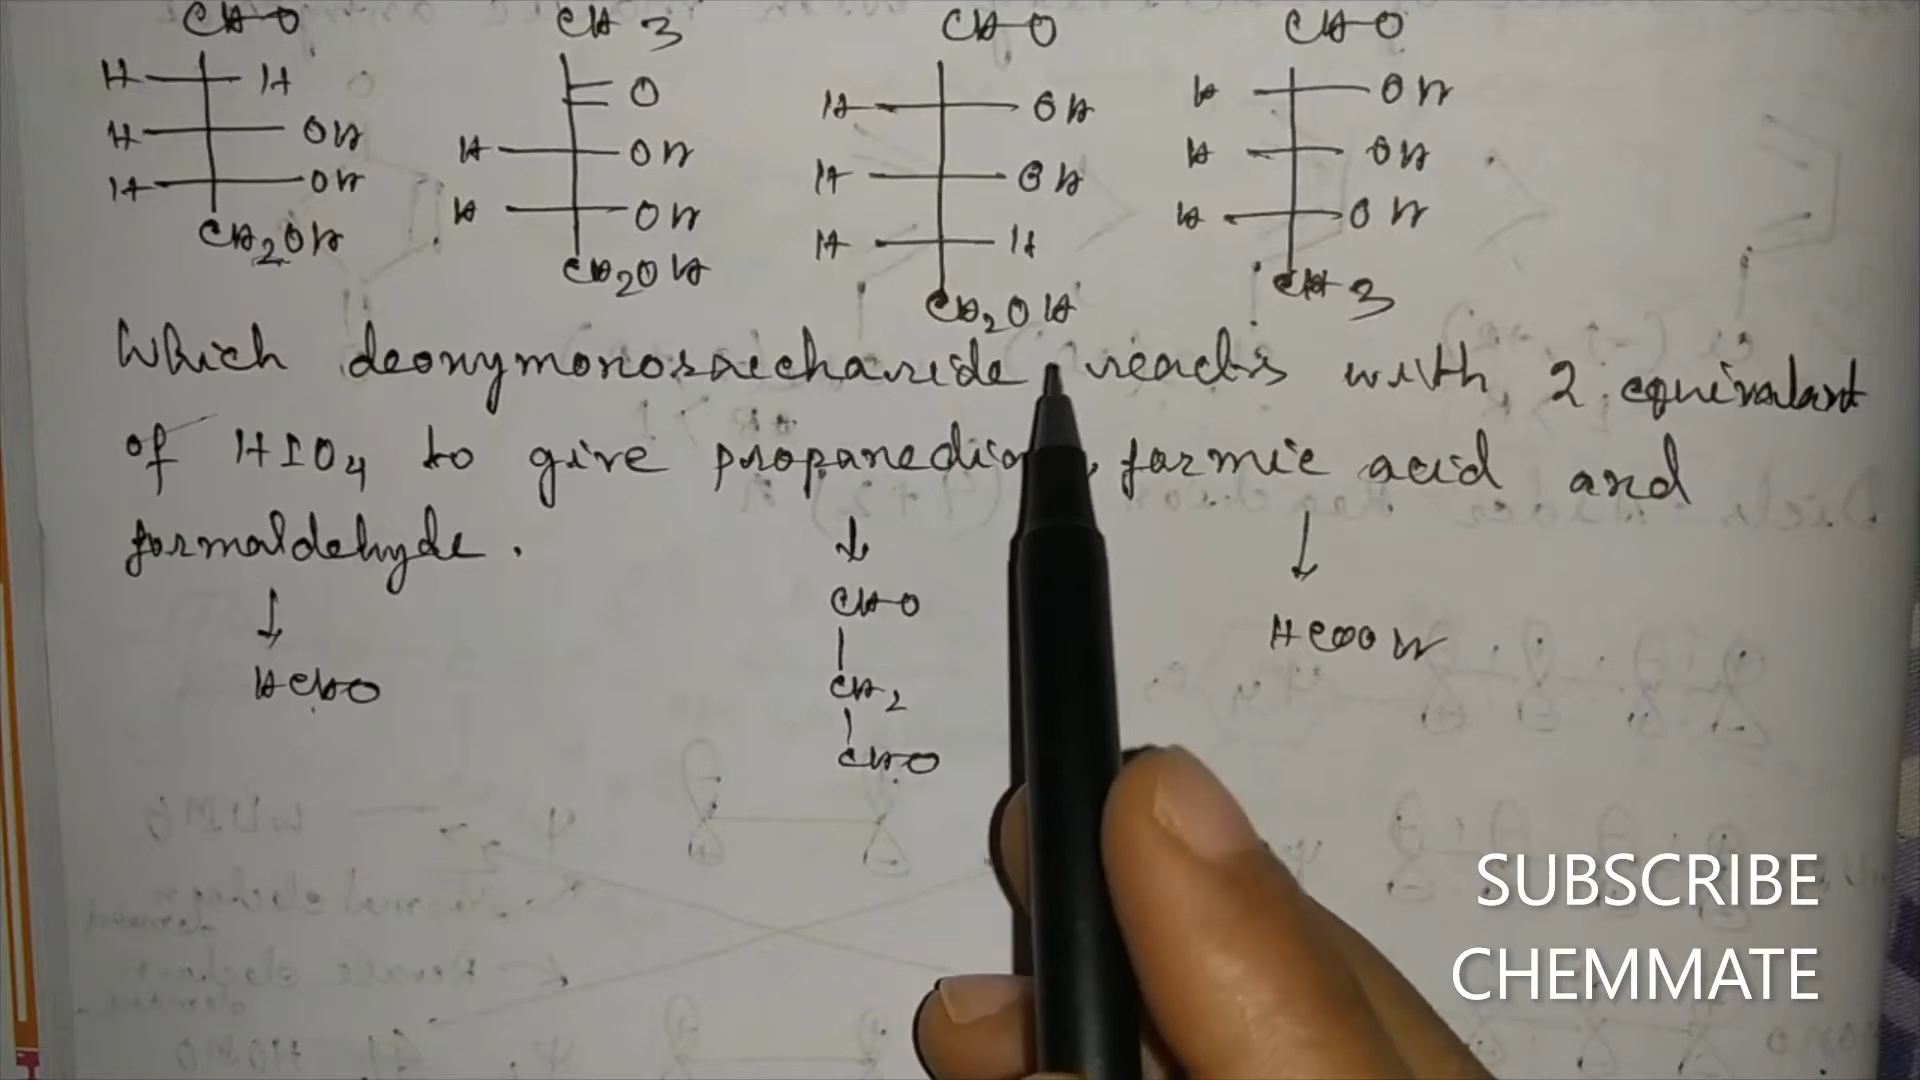 CHO CH3 CHO CHO
H H
O
H OH H OH
H OH
H OH H OH H OH
H OH
H OH H H H OH
CH2OH CH2OH CH2OH CH3
Which deoxymonosaccharide reacts with 2 equivalent
of HIO4 to give , formic acid and
formaldehyde.
CHO
HCOOH
HCHO CH2
CHO
SUBSCRIBE
CHEMMATE